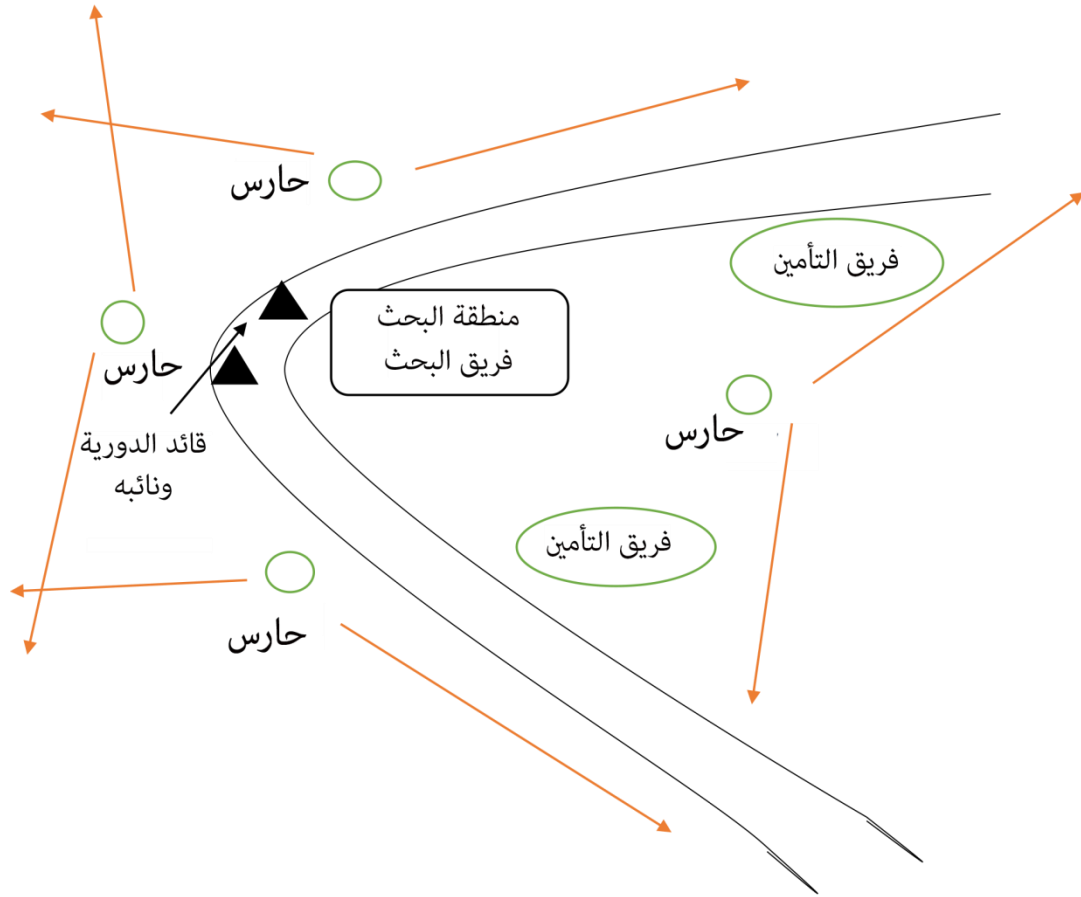 حارس
فريق التأمين
منطقة البحث
فريق البحث
حارس
حارس
قائد الدورية
ونائبه
فريق التأمين
حارس